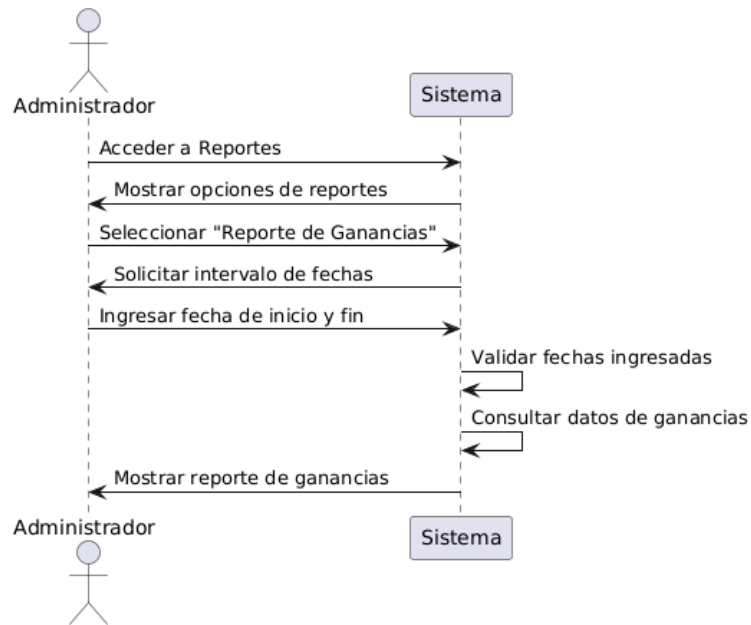 Administrador
Sistema
Acceder a Reportes
Mostrar opciones de reportes
Seleccionar "Reporte de Ganancias"
Solicitar intervalo de fechas
Ingresar fecha de inicio y fin
Validar fechas ingresadas
Consultar datos de ganancias
Mostrar reporte de ganancias
Administrador
Sistema